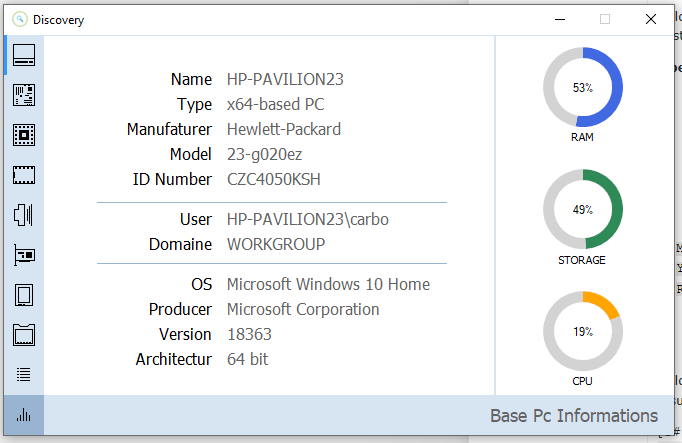 Discovery
Name HP-PAVILION23
Type x64-based PC
Manufaturer Hewlett-Packard
Model 23-g020ez
ID Number CZC4050KSH
User HP-PAVILION23\carbo
Domaine WORKGROUP
OS Microsoft Windows 10 Home
Producer Microsoft Corporation
Version 18363
Architectur 64 bit
53%
RAM
49%
STORAGE
19%
CPU
Base Pc Informations